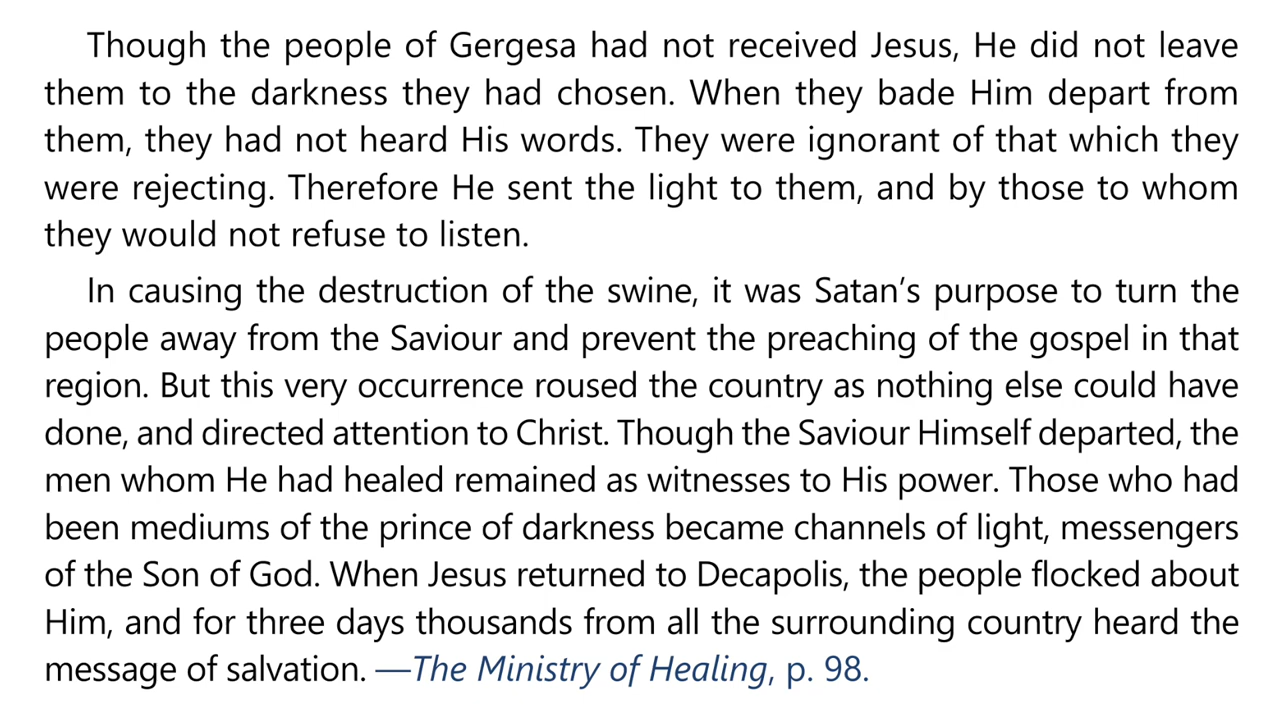 Though the people of Gergesa had not received Jesus, He did not leave
them to the darkness they had chosen. When they bade Him depart from
them, they had not heard His words. They were ignorant of that which they
were rejecting. Therefore He sent the light to them, and by those to whom
they would not refuse to listen.
In causing the destruction of the swine, it was Satan’s purpose to turn the
people away from the Saviour and prevent the preaching of the gospel in that
region. But this very occurrence roused the country as nothing else could have
done, and directed attention to Christ. Though the Saviour Himself departed, the
men whom He had healed remained as witnesses to His power. Those who had
been mediums of the prince of darkness became channels of light, messengers
of the Son of God. When Jesus returned to Decapolis, the people flocked about
Him, and for three days thousands from all the surrounding country heard the
message of salvation. —The Ministry of Healing, p. 98.